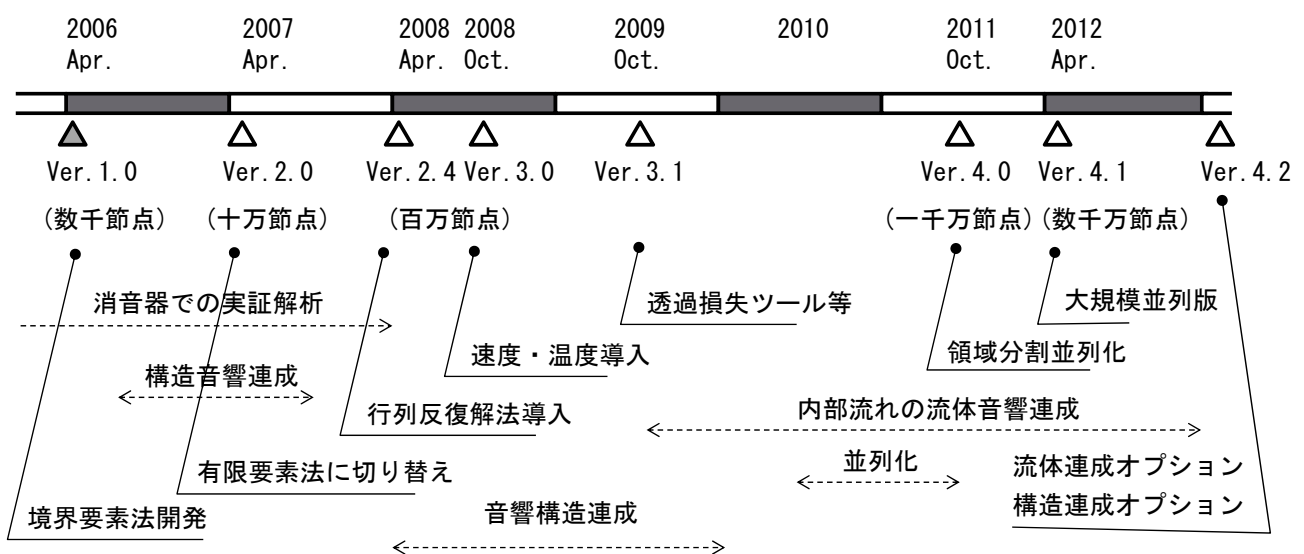 2006 2007 2008 2008 2009 2010 2011 2012
Apr. Apr. Apr. Oct. Oct. Oct. Apr.
Ver.1.0 Ver.2.0 Ver.2.4 Ver.3.0 Ver.3.1 Ver.4.0 Ver.4.1 Ver.4.2
(数千節点) (十万節点) (百万節点) (一千万節点) (数千万節点)
消音器での実証解析 透過損失ツール等 大規模並列版
速度・温度導入 領域分割並列化
構造音響連成
行列反復解法導入 内部流れの流体音響連成
有限要素法に切り替え 並列化 流体連成オプション
境界要素法開発 音響構造連成 構造連成オプション